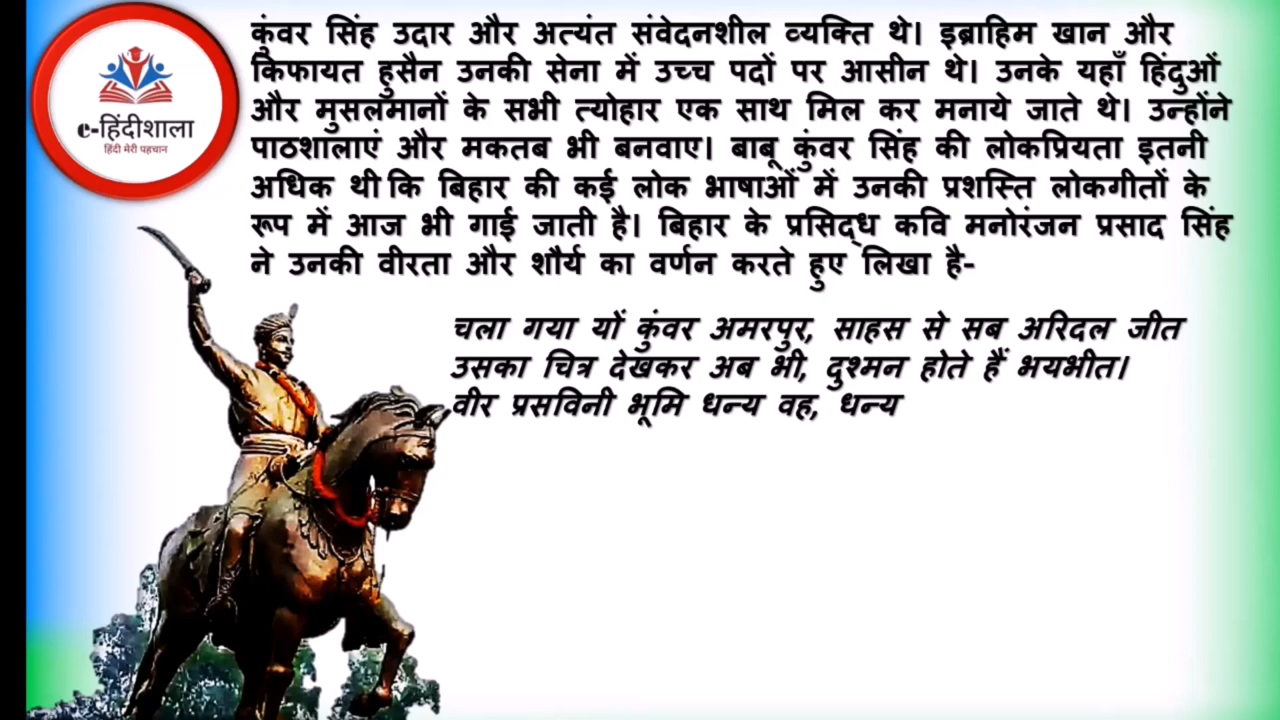 e-हिंदीशाला
हिंदी मेरी पहचान
कुंवर सिंह उदार और अत्यंत संवेदनशील व्यक्ति थे। इब्राहिम खान और
किफायत हुसैन उनकी सेना में उच्च पदों पर आसीन थे। उनके यहाँ हिंदुओं
और मुसलमानों के सभी त्योहार एक साथ मिल कर मनाये जाते थे। उन्होंने
पाठशालाएं और मकतब भी बनवाए। बाबू कुंवर सिंह की लोकप्रियता इतनी
अधिक थी कि बिहार की कई लोक भाषाओं में उनकी प्रशस्ति लोकगीतों के
रूप में आज भी गाई जाती है। बिहार के प्रसिद्ध कवि मनोरंजन प्रसाद सिंह
ने उनकी वीरता और शौर्य का वर्णन करते हुए लिखा है-
चला गया यों कुंवर अमरपुर, साहस से सब अरिदल जीत
उसका चित्र देखकर अब भी, दुश्मन होते हैं भयभीत।
वीर प्रसविनी भूमि धन्य वह, धन्य